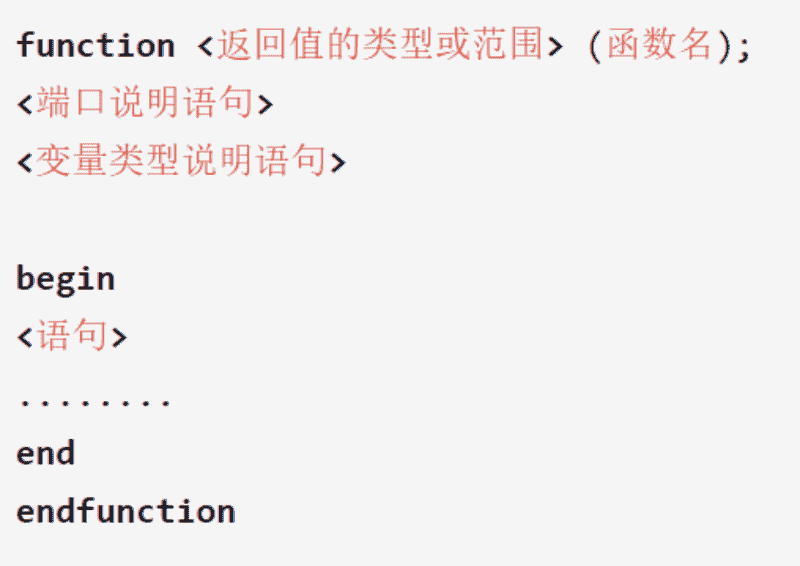 function <返回值的类型或范围> (函数名);
<端口说明语句>
<变量类型说明语句>
begin
<语句>
........
end
endfunction